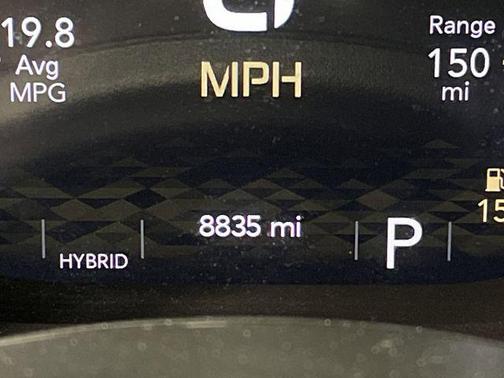 19.8
Avg
MPG
MPH
Range
150
mi
8835 mi
HYBRID
P